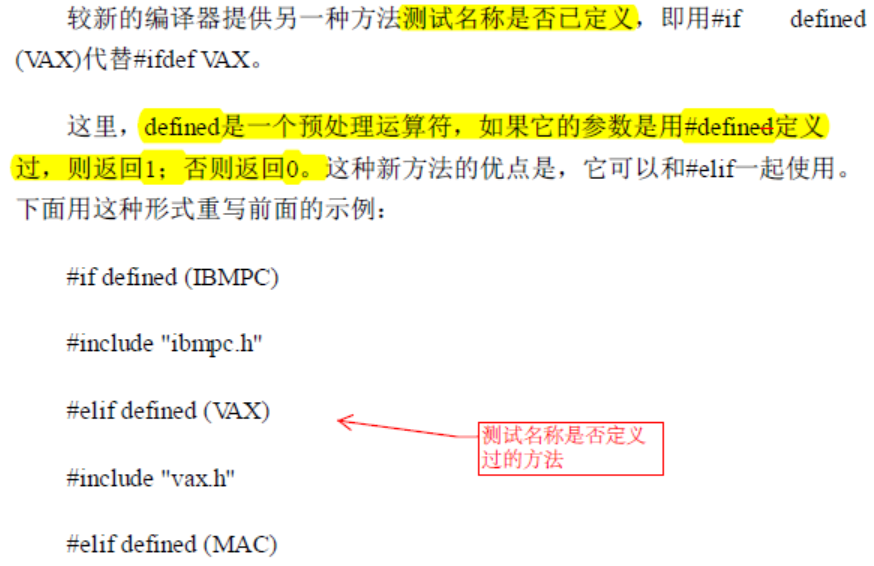 较新的编译器提供另一种方法测试名称是否已定义，即用#if defined
(VAX)代替#ifdef VAX。
这里，defined是一个预处理运算符，如果它的参数是用#defined定义
过，则返回1；否则返回0。这种新方法的优点是，它可以和#elif一起使用。
下面用这种形式重写前面的示例：
#if defined (IBMPC)
#include "ibmpc.h"
#elif defined (VAX)
测试名称是否定义
过的方法
#include "vax.h"
#elif defined (MAC)